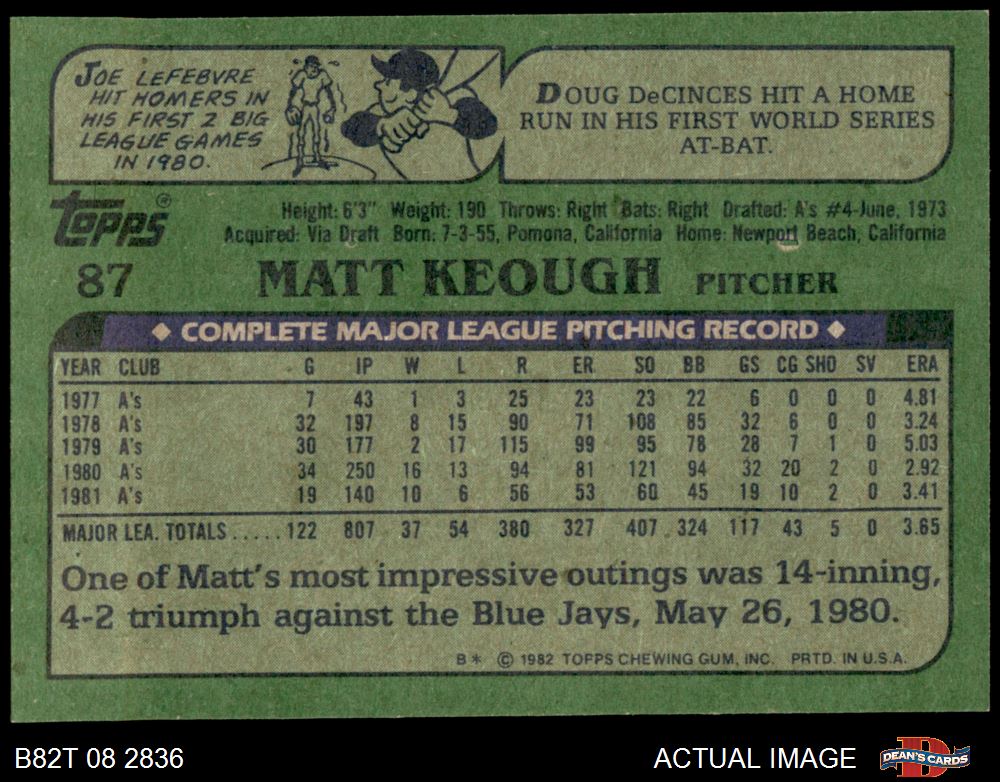 JOE LEFEBVRE
HIT HOMERS IN
HIS FIRST 2 BIG
LEAGUE GAMES
IN 1980.
DOUG DeCINCES HIT A HOME
RUN IN HIS FIRST WORLD SERIES
AT-BAT.
topps®
Height: 6'3" Weight: 190 Throws: Right Bats: Right Drafted: A's #4-June, 1973
Acquired: Via Draft Born: 7-3-55, Pomona, California Home: Newport Beach, California
87 MATT KEOUGH PITCHER
◆ COMPLETE MAJOR LEAGUE PITCHING RECORD ◆
YEAR CLUB G IP W L R ER SO BB GS CG SHO SV ERA
1977 A's 7 43 1 3 25 23 23 22 6 0 0 0 4.81
1978 A's 32 197 8 15 90 71 108 85 32 6 0 0 3.24
1979 A's 30 177 2 17 115 99 95 78 28 7 1 0 5.03
1980 A's 34 250 16 13 94 81 121 94 32 20 2 0 2.92
1981 A's 19 140 10 6 56 53 60 45 19 10 2 0 3.41
MAJOR LEA. TOTALS ..... 122 807 37 54 380 327 407 324 117 43 5 0 3.65
One of Matt's most impressive outings was 14-inning,
4-2 triumph against the Blue Jays, May 26, 1980.
B* © 1982 TOPPS CHEWING GUM, INC. PRTD. IN U.S.A.
B82T 08 2836 ACTUAL IMAGE DEAN'S CARDS